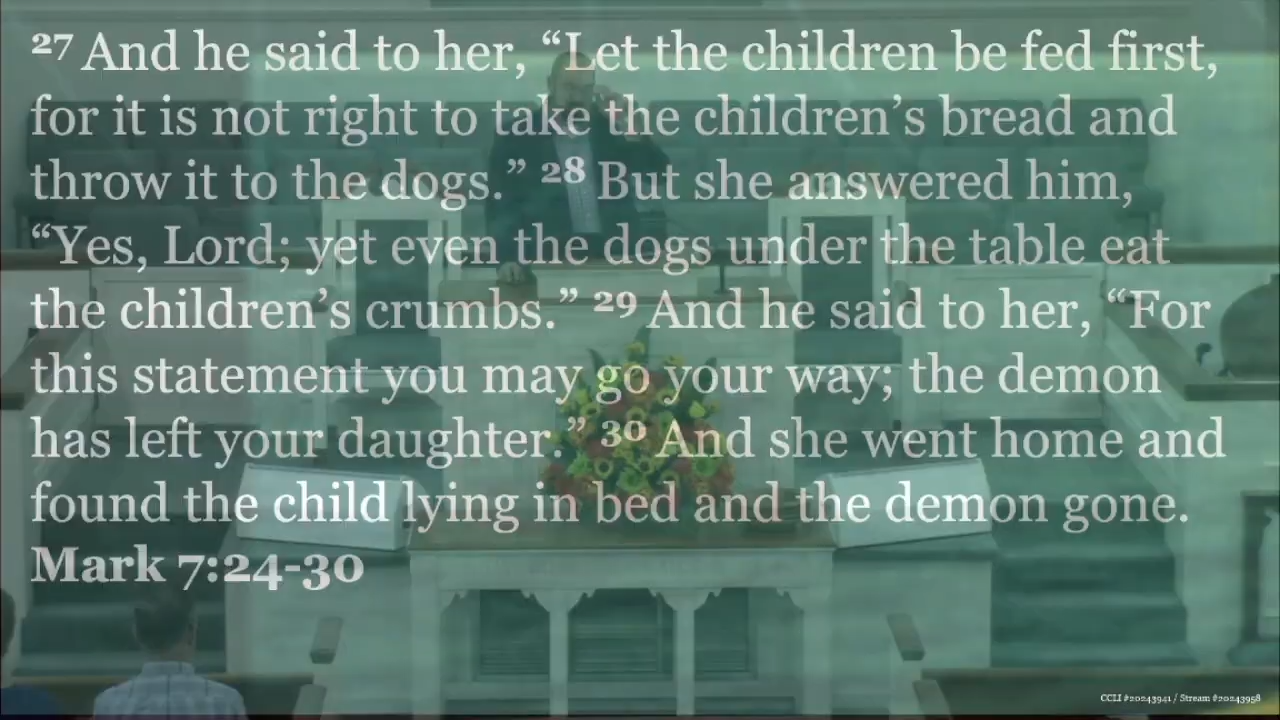 27 And he said to her, “Let the children be fed first,
for it is not right to take the children’s bread and
throw it to the dogs.” 28 But she answered him,
“Yes, Lord; yet even the dogs under the table eat
the children’s crumbs.” 29 And he said to her, “For
this statement you may go your way; the demon
has left your daughter.” 30 And she went home and
found the child lying in bed and the demon gone.
Mark 7:24-30
CCLI #20243941 / Stream #20243958